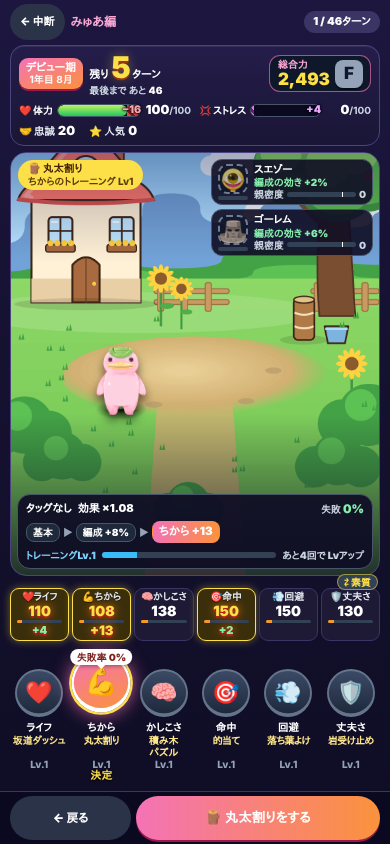 ← 中断 みゅあ編 1 / 46ターン
デビュー期
1年目 8月
残り 5 ターン
最後まで あと 46
総合力
2,493 F
体力 -16 100/100 ストレス +4 0/100
忠誠 20 人気 0
丸太割り
ちからのトレーニング Lv1
スエゾー
編成の効き +2%
親密度 0
ゴーレム
編成の効き +6%
親密度 0
タッグなし 効果 ×1.08 失敗 0%
基本 ▶ 編成 +8% ▶ ちから +13
トレーニングLv.1 あと4回でLvアップ
素質
ライフ ちから かしこさ 命中 回避 丈夫さ
110 108 138 150 150 130
+4 +13 +2
失敗率 0%
ライフ ちから かしこさ 命中 回避 丈夫さ
坂道ダッシュ 丸太割り 積み木パズル 的当て 落ち葉よけ 岩受け止め
Lv.1 Lv.1 Lv.1 Lv.1 Lv.1 Lv.1
決定
← 戻る 丸太割りをする